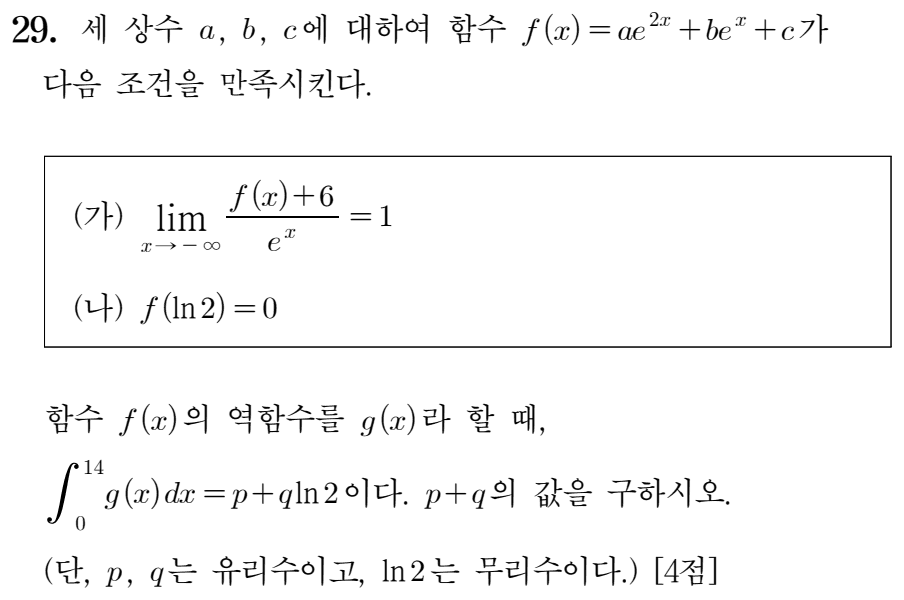 29. 세 상수 a, b, c에 대하여 함수 f(x)=ae^{2x}+be^{x}+c가
다음 조건을 만족시킨다.
(가) lim_{x→-∞} \frac{f(x)+6}{e^{x}}=1
(나) f(ln2)=0
함수 f(x)의 역함수를 g(x)라 할 때,
∫_{0}^{14} g(x)dx=p+qln2이다. p+q의 값을 구하시오.
(단, p, q는 유리수이고, ln2는 무리수이다.) [4점]